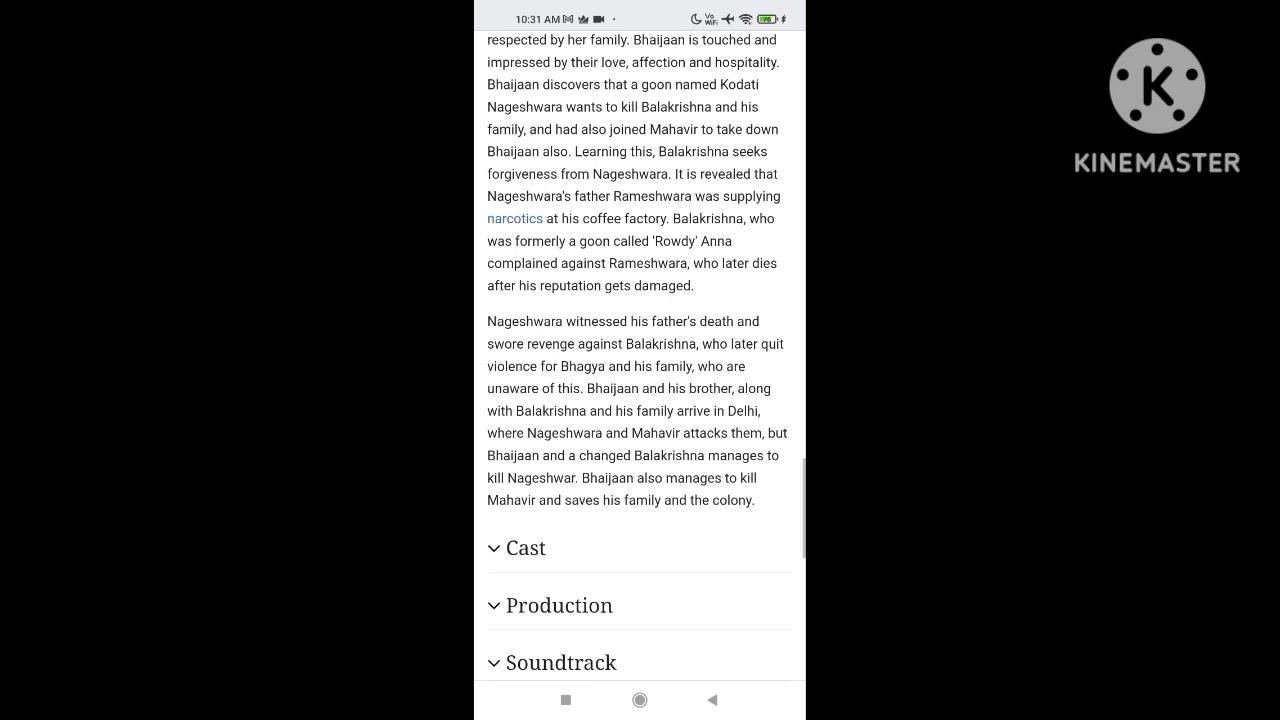 10:31 AM
Vo
WiFi
76
respected by her family. Bhaijaan is touched and
impressed by their love, affection and hospitality.
Bhaijaan discovers that a goon named Kodati
Nageshwara wants to kill Balakrishna and his
family, and had also joined Mahavir to take down
Bhaijaan also. Learning this, Balakrishna seeks
forgiveness from Nageshwara. It is revealed that
Nageshwara's father Rameshwara was supplying
narcotics at his coffee factory. Balakrishna, who
was formerly a goon called 'Rowdy' Anna
complained against Rameshwara, who later dies
after his reputation gets damaged.
Nageshwara witnessed his father's death and
swore revenge against Balakrishna, who later quit
violence for Bhagya and his family, who are
unaware of this. Bhaijaan and his brother, along
with Balakrishna and his family arrive in Delhi,
where Nageshwara and Mahavir attacks them, but
Bhaijaan and a changed Balakrishna manages to
kill Nageshwar. Bhaijaan also manages to kill
Mahavir and saves his family and the colony.
Cast
Production
Soundtrack
K
KINEMASTER